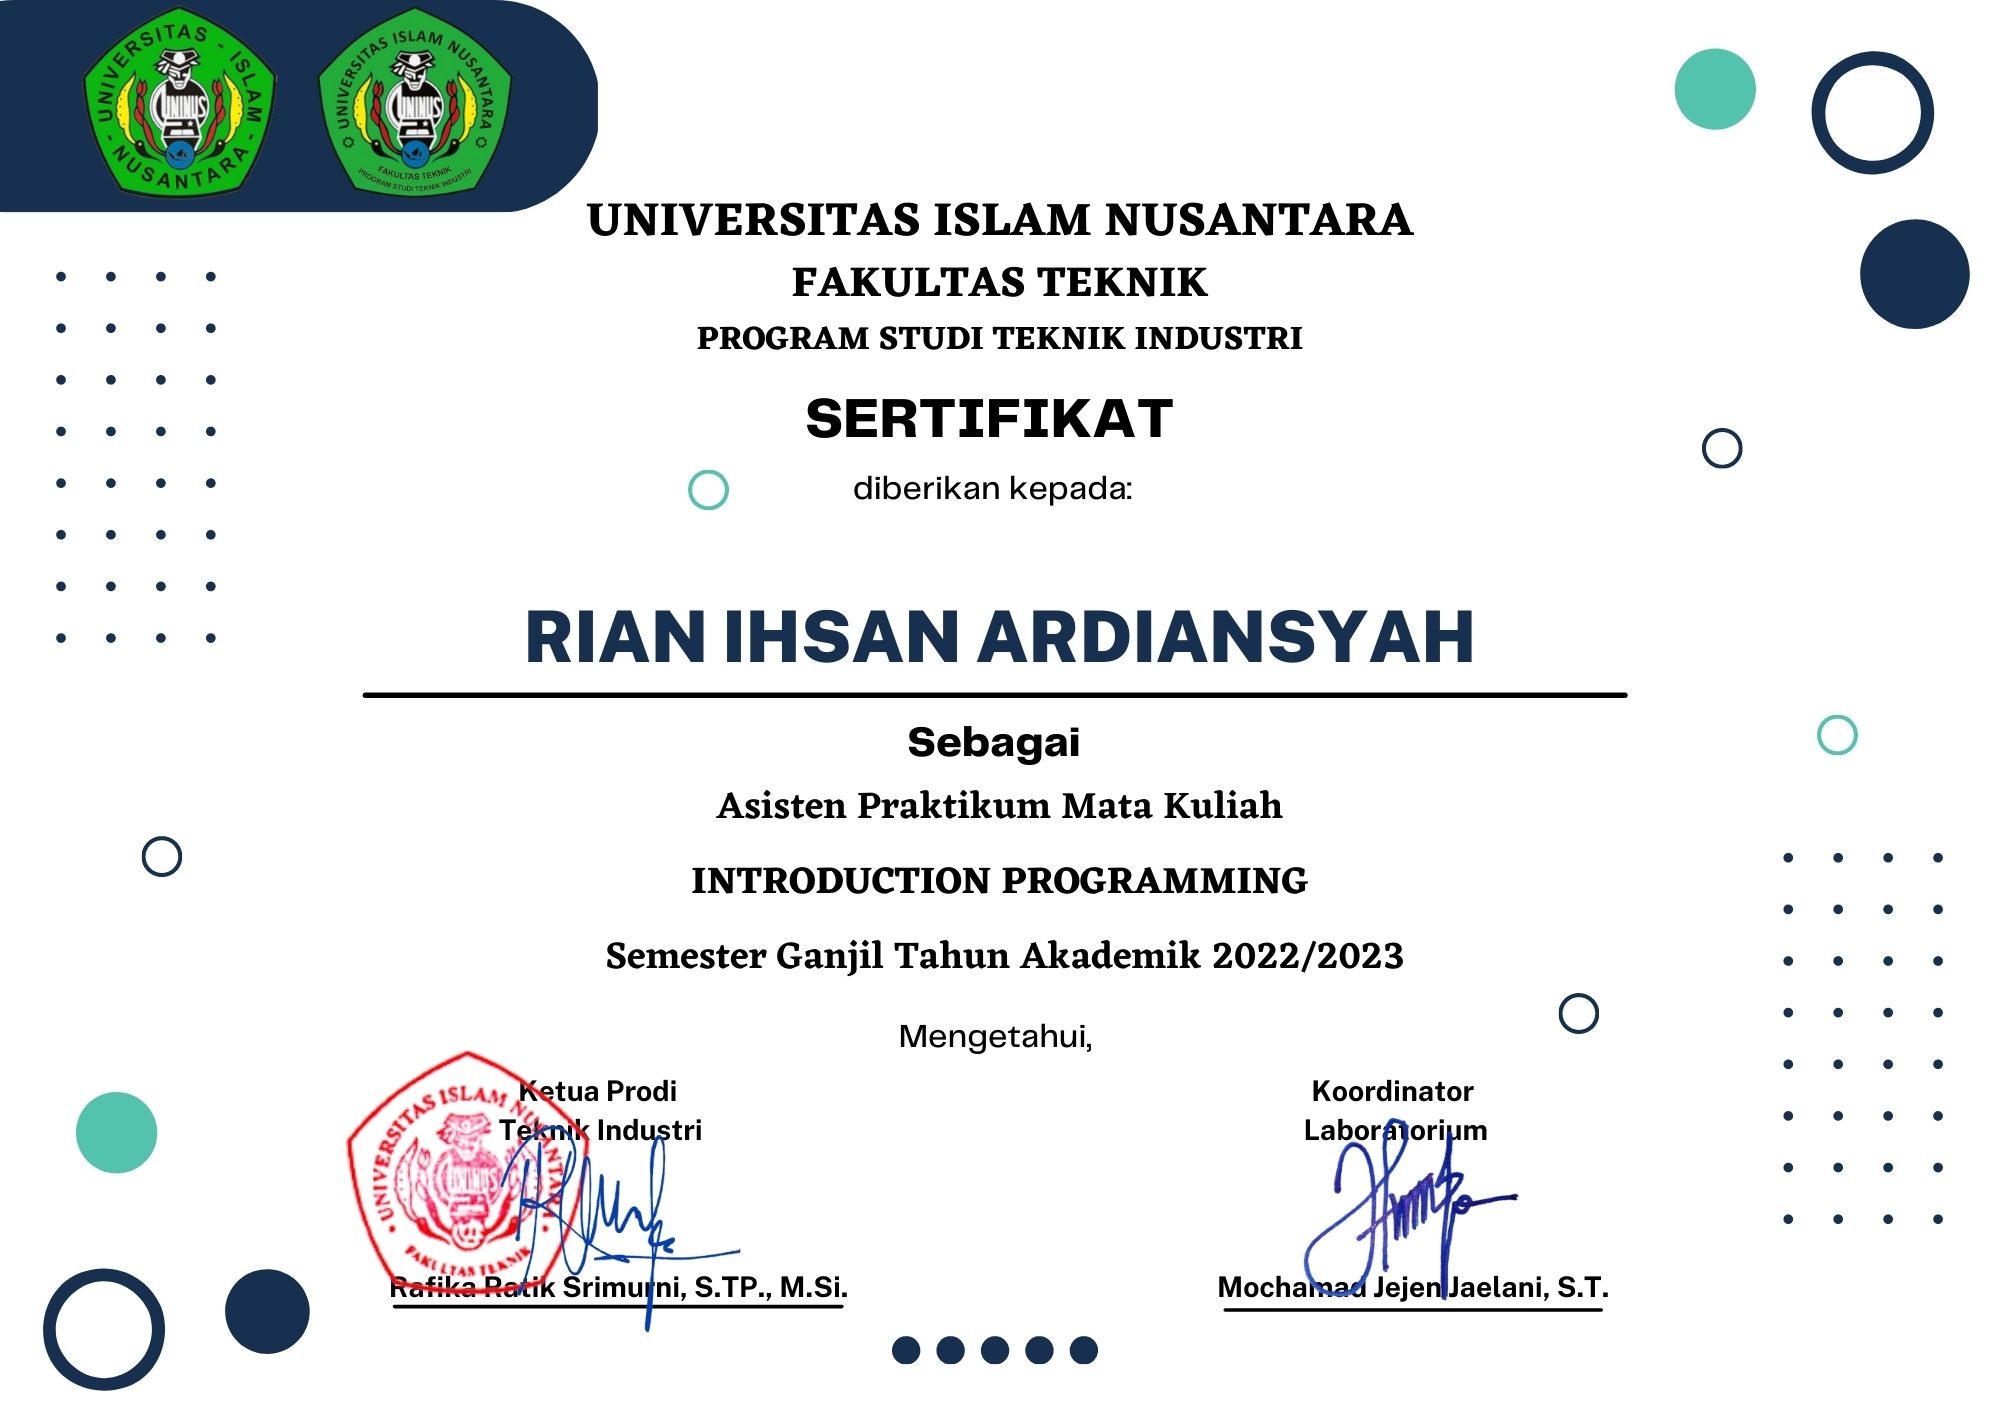 UNIVERSITAS - ISLAM - NUSANTARA -
UNINUS
UNIVERSITAS ISLAM NUSANTARA
UNINUS
FAKULTAS TEKNIK
PROGRAM STUDI TEKNIK INDUSTRI
UNIVERSITAS ISLAM NUSANTARA
FAKULTAS TEKNIK
PROGRAM STUDI TEKNIK INDUSTRI
SERTIFIKAT
diberikan kepada:
RIAN IHSAN ARDIANSYAH
Sebagai
Asisten Praktikum Mata Kuliah
INTRODUCTION PROGRAMMING
Semester Ganjil Tahun Akademik 2022/2023
Mengetahui,
Ketua Prodi
Teknik Industri
UNIVERSITAS ISLAM NUSANTARA
UNINUS
FAKULTAS TEKNIK
Rafika Ratik Srimurni, S.TP., M.Si.
Koordinator
Laboratorium
Mochamad Jejen Jaelani, S.T.